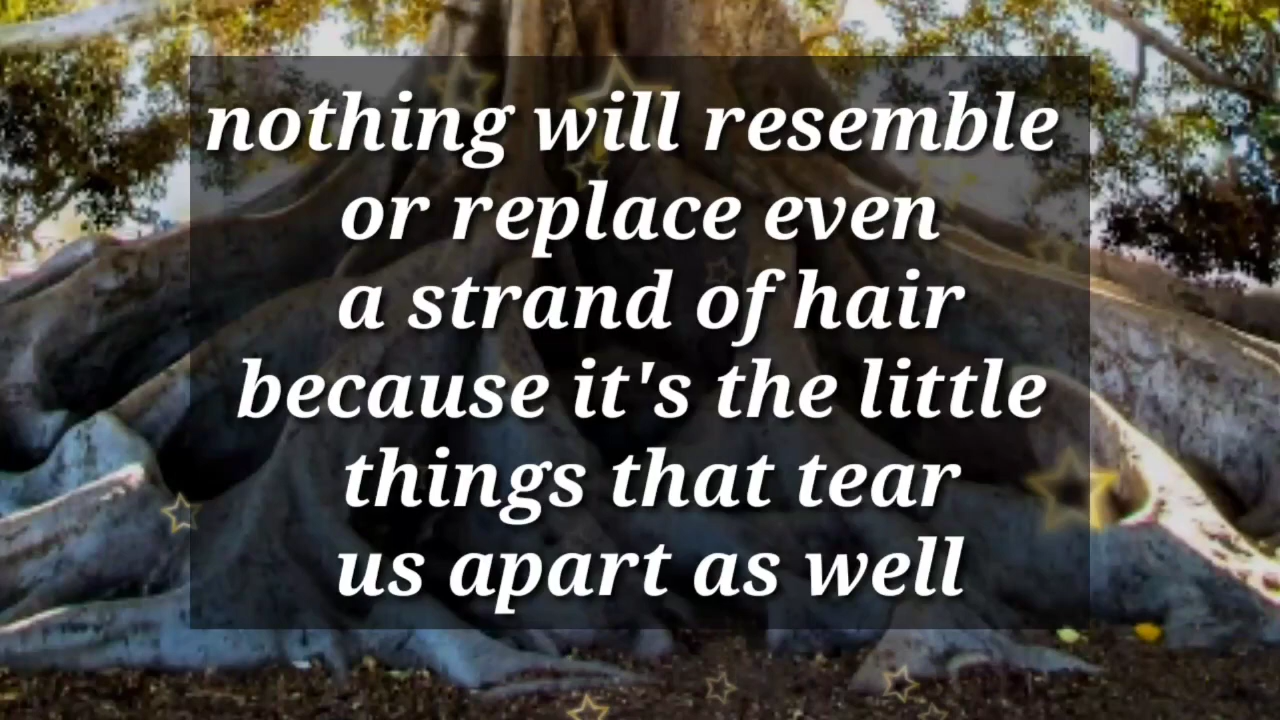 nothing will resemble
or replace even
a strand of hair
because it's the little
things that tear
us apart as well